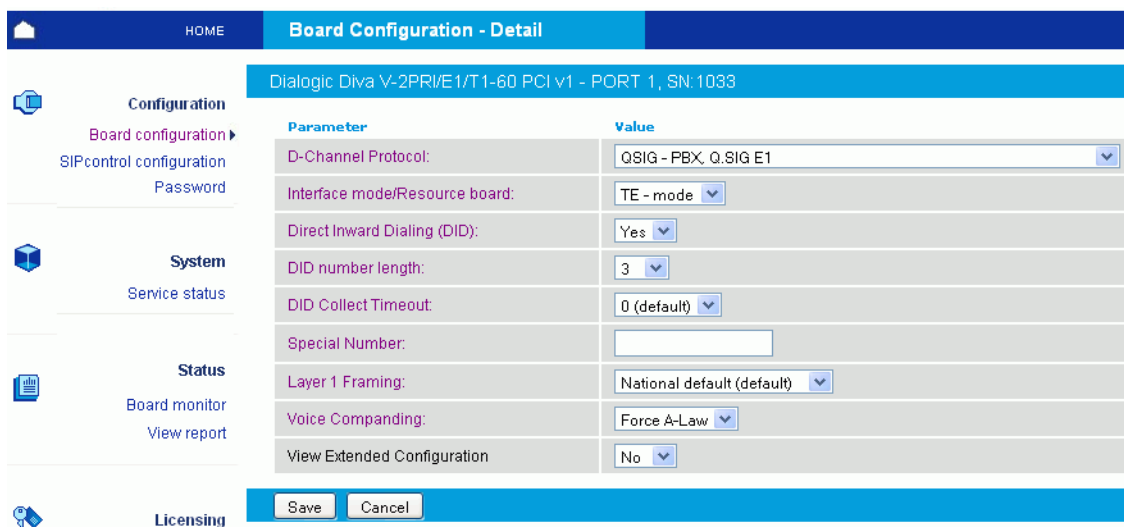 HOME
Board Configuration - Detail
Configuration
Board configuration
SIPcontrol configuration
Password
System
Service status
Status
Board monitor
View report
Licensing
Dialogic Diva V-2PRI/E1/T1-60 PCI v1 - PORT 1, SN:1033
Parameter Value
D-Channel Protocol: QSIG - PBX, Q.SIG E1
Interface mode/Resource board: TE - mode
Direct Inward Dialing (DID): Yes
DID number length: 3
DID Collect Timeout: 0 (default)
Special Number:
Layer 1 Framing: National default (default)
Voice Companding: Force A-Law
View Extended Configuration No
Save Cancel